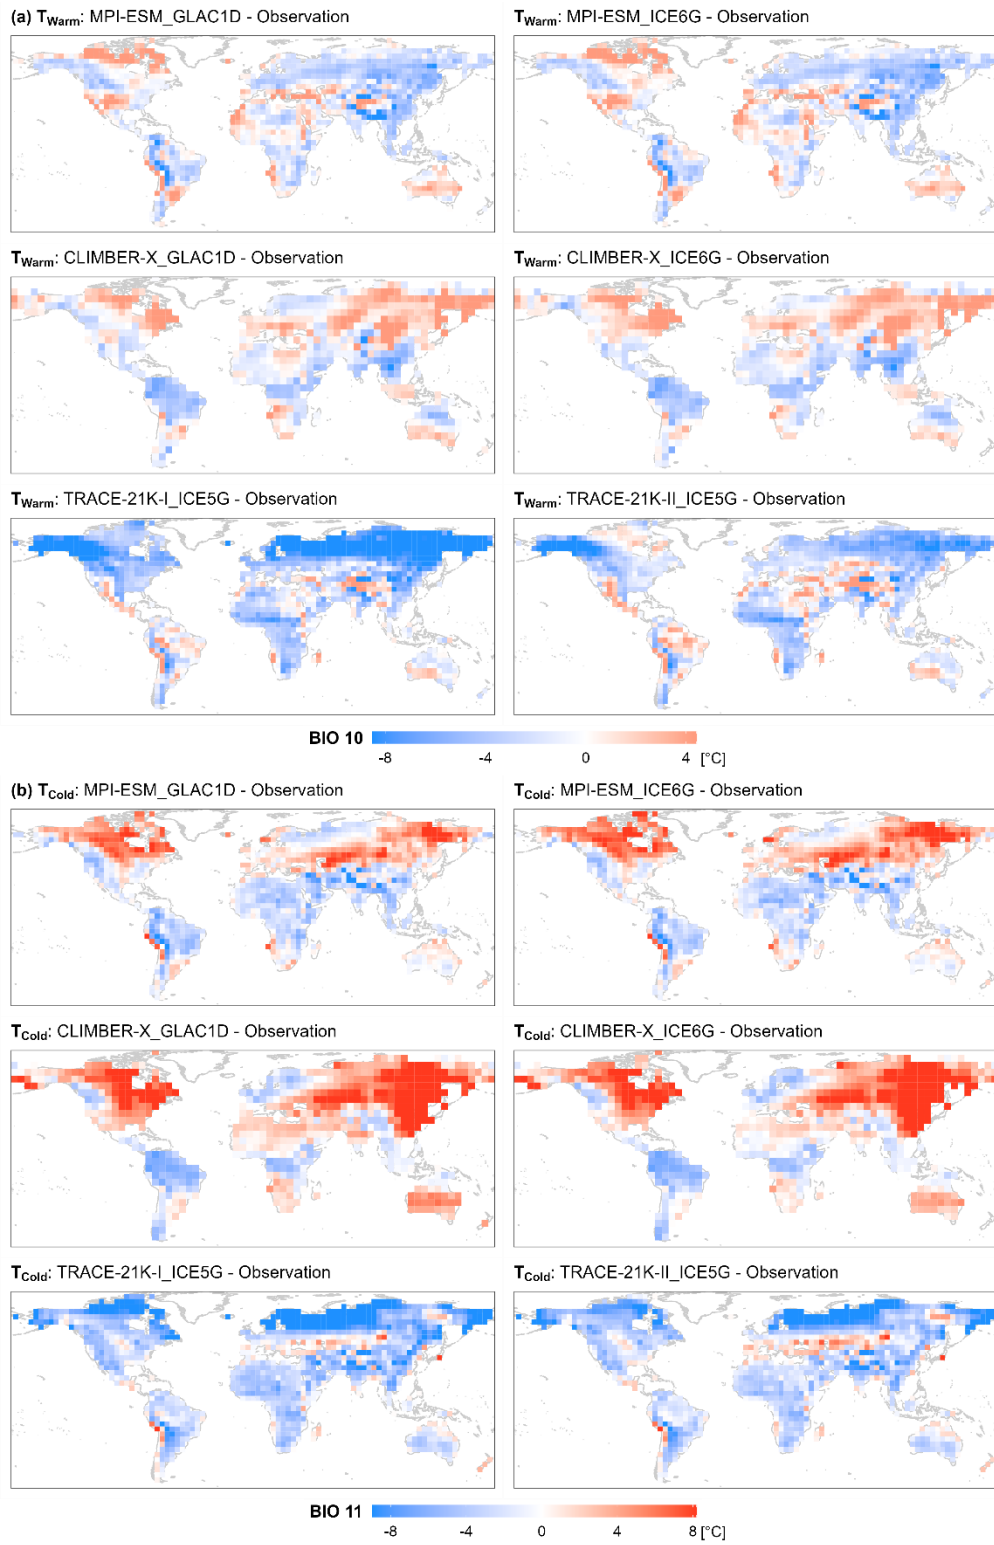 (a) TWarm: MPI-ESM_GLAC1D - Observation
TWarm: MPI-ESM_ICE6G - Observation
TWarm: CLIMBER-X_GLAC1D - Observation
TWarm: CLIMBER-X_ICE6G - Observation
TWarm: TRACE-21K-I_ICE5G - Observation
TWarm: TRACE-21K-II_ICE5G - Observation
BIO 10
-8 -4 0 4 [°C]
(b) TCold: MPI-ESM_GLAC1D - Observation
TCold: MPI-ESM_ICE6G - Observation
TCold: CLIMBER-X_GLAC1D - Observation
TCold: CLIMBER-X_ICE6G - Observation
TCold: TRACE-21K-I_ICE5G - Observation
TCold: TRACE-21K-II_ICE5G - Observation
BIO 11
-8 -4 0 4 8 [°C]